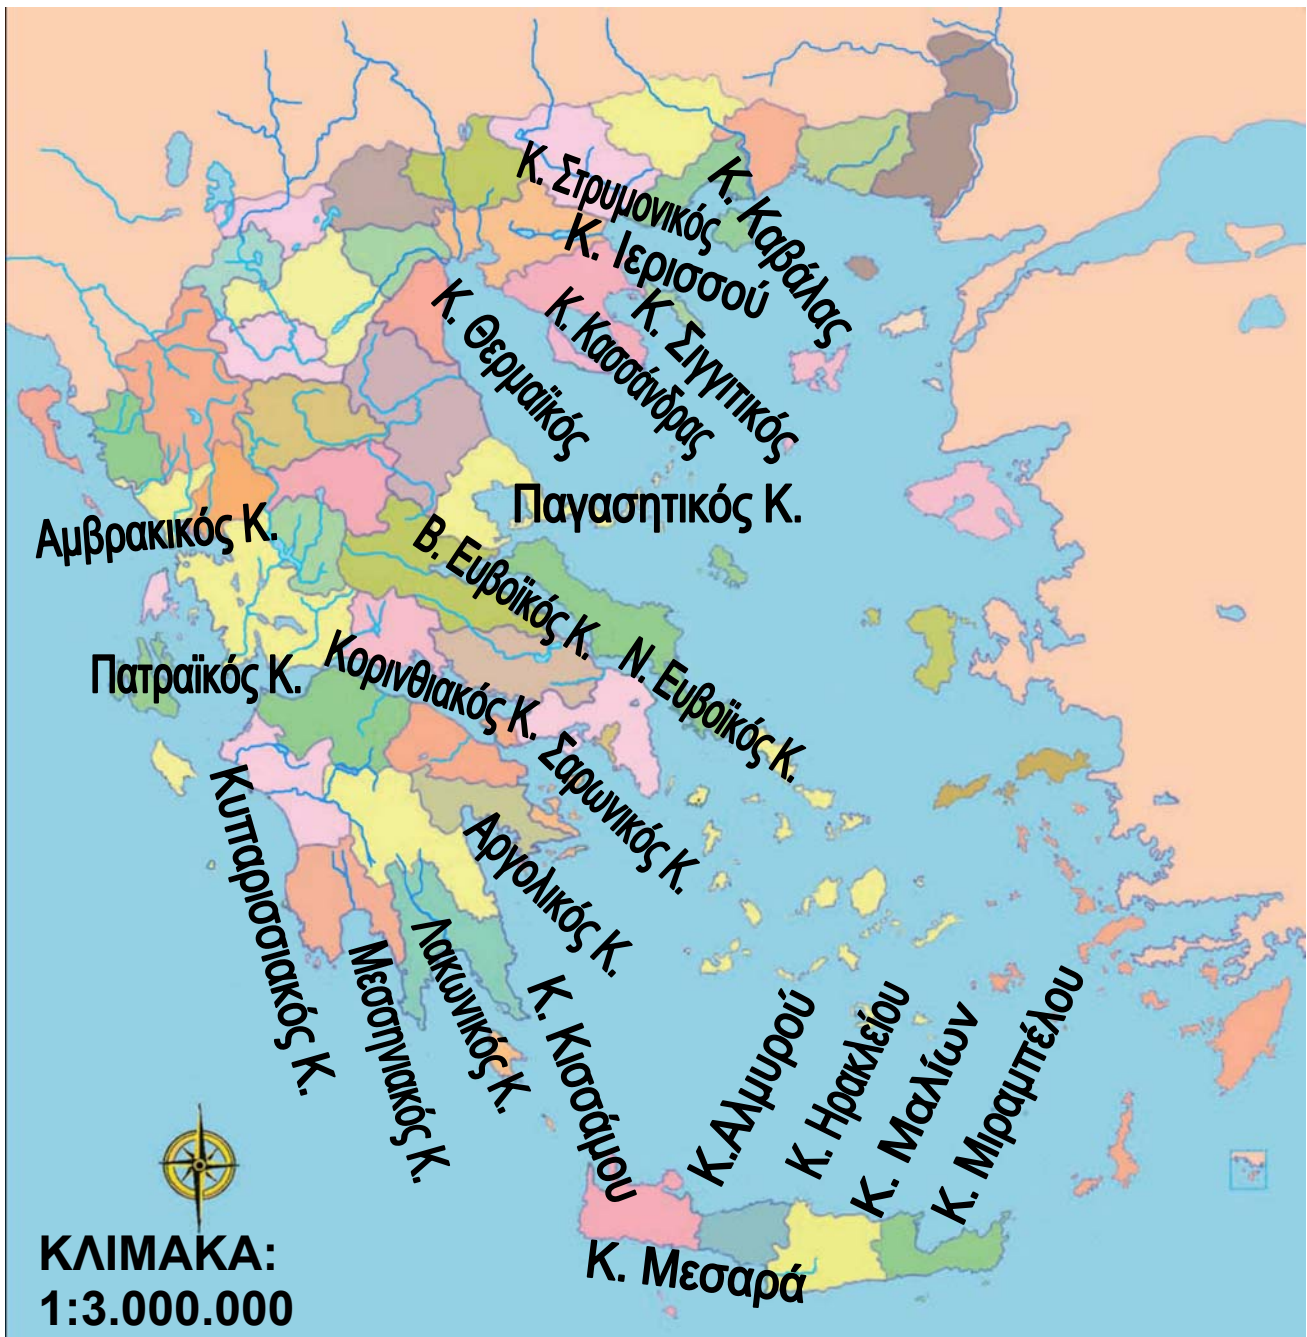 Κ. Στρυμονικός
Κ. Καβάλας
Κ. Ιερισσού
Κ. Σιγγιτικός
Κ. Κασσάνδρας
Κ. Θερμαϊκός
Παγασητικός Κ.
Αμβρακικός Κ.
Β. Ευβοϊκός Κ.
Ν. Ευβοϊκός Κ.
Πατραϊκός Κ.
Κορινθιακός Κ.
Σαρωνικός Κ.
Κυπαρισσιακός Κ.
Αργολικός Κ.
Μεσσηνιακός Κ.
Λακωνικός Κ.
Κ. Κισσάμου
Κ.Αλμυρού
Κ. Ηρακλείου
Κ. Μαλίων
Κ. Μιραμπέλου
Κ. Μεσαρά
ΚΛΙΜΑΚΑ:
1:3.000.000